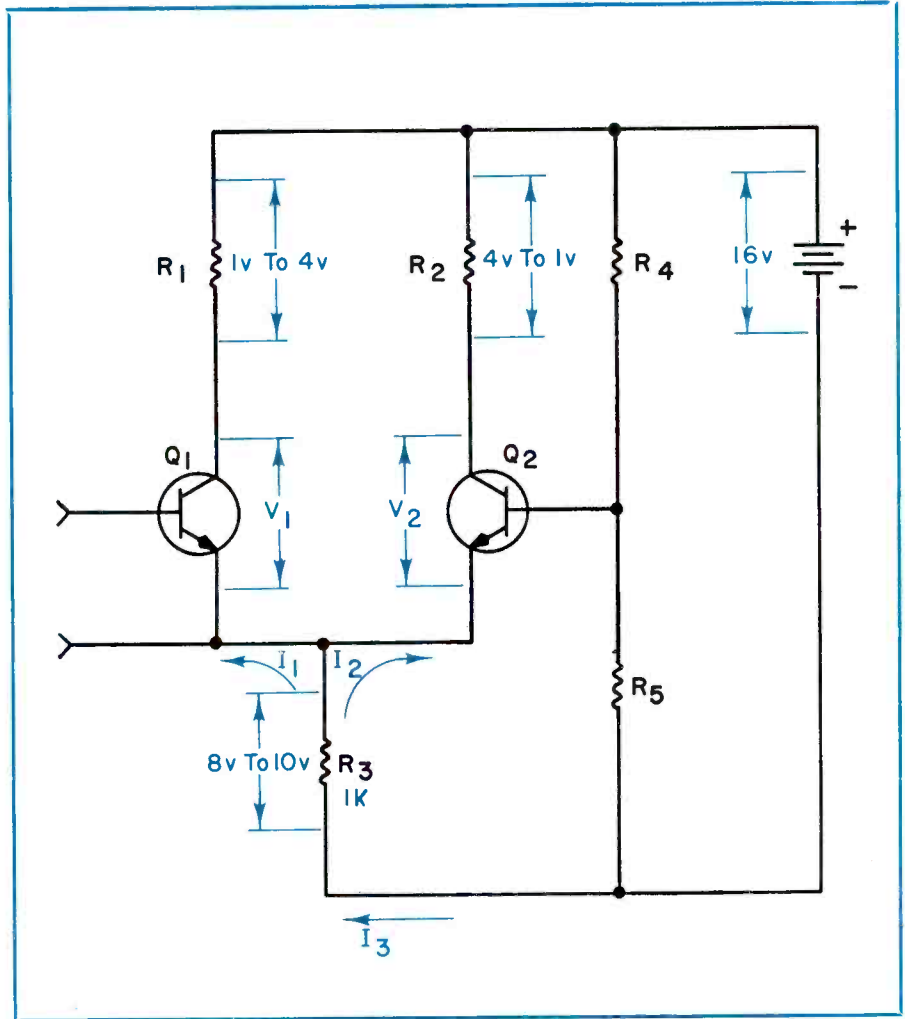 R1
1v To 4v
R2
4v To 1v
R4
16v
+
-
Q1
V1
V2
Q2
I1
I2
R5
8v To 10v
R3
1K
I3